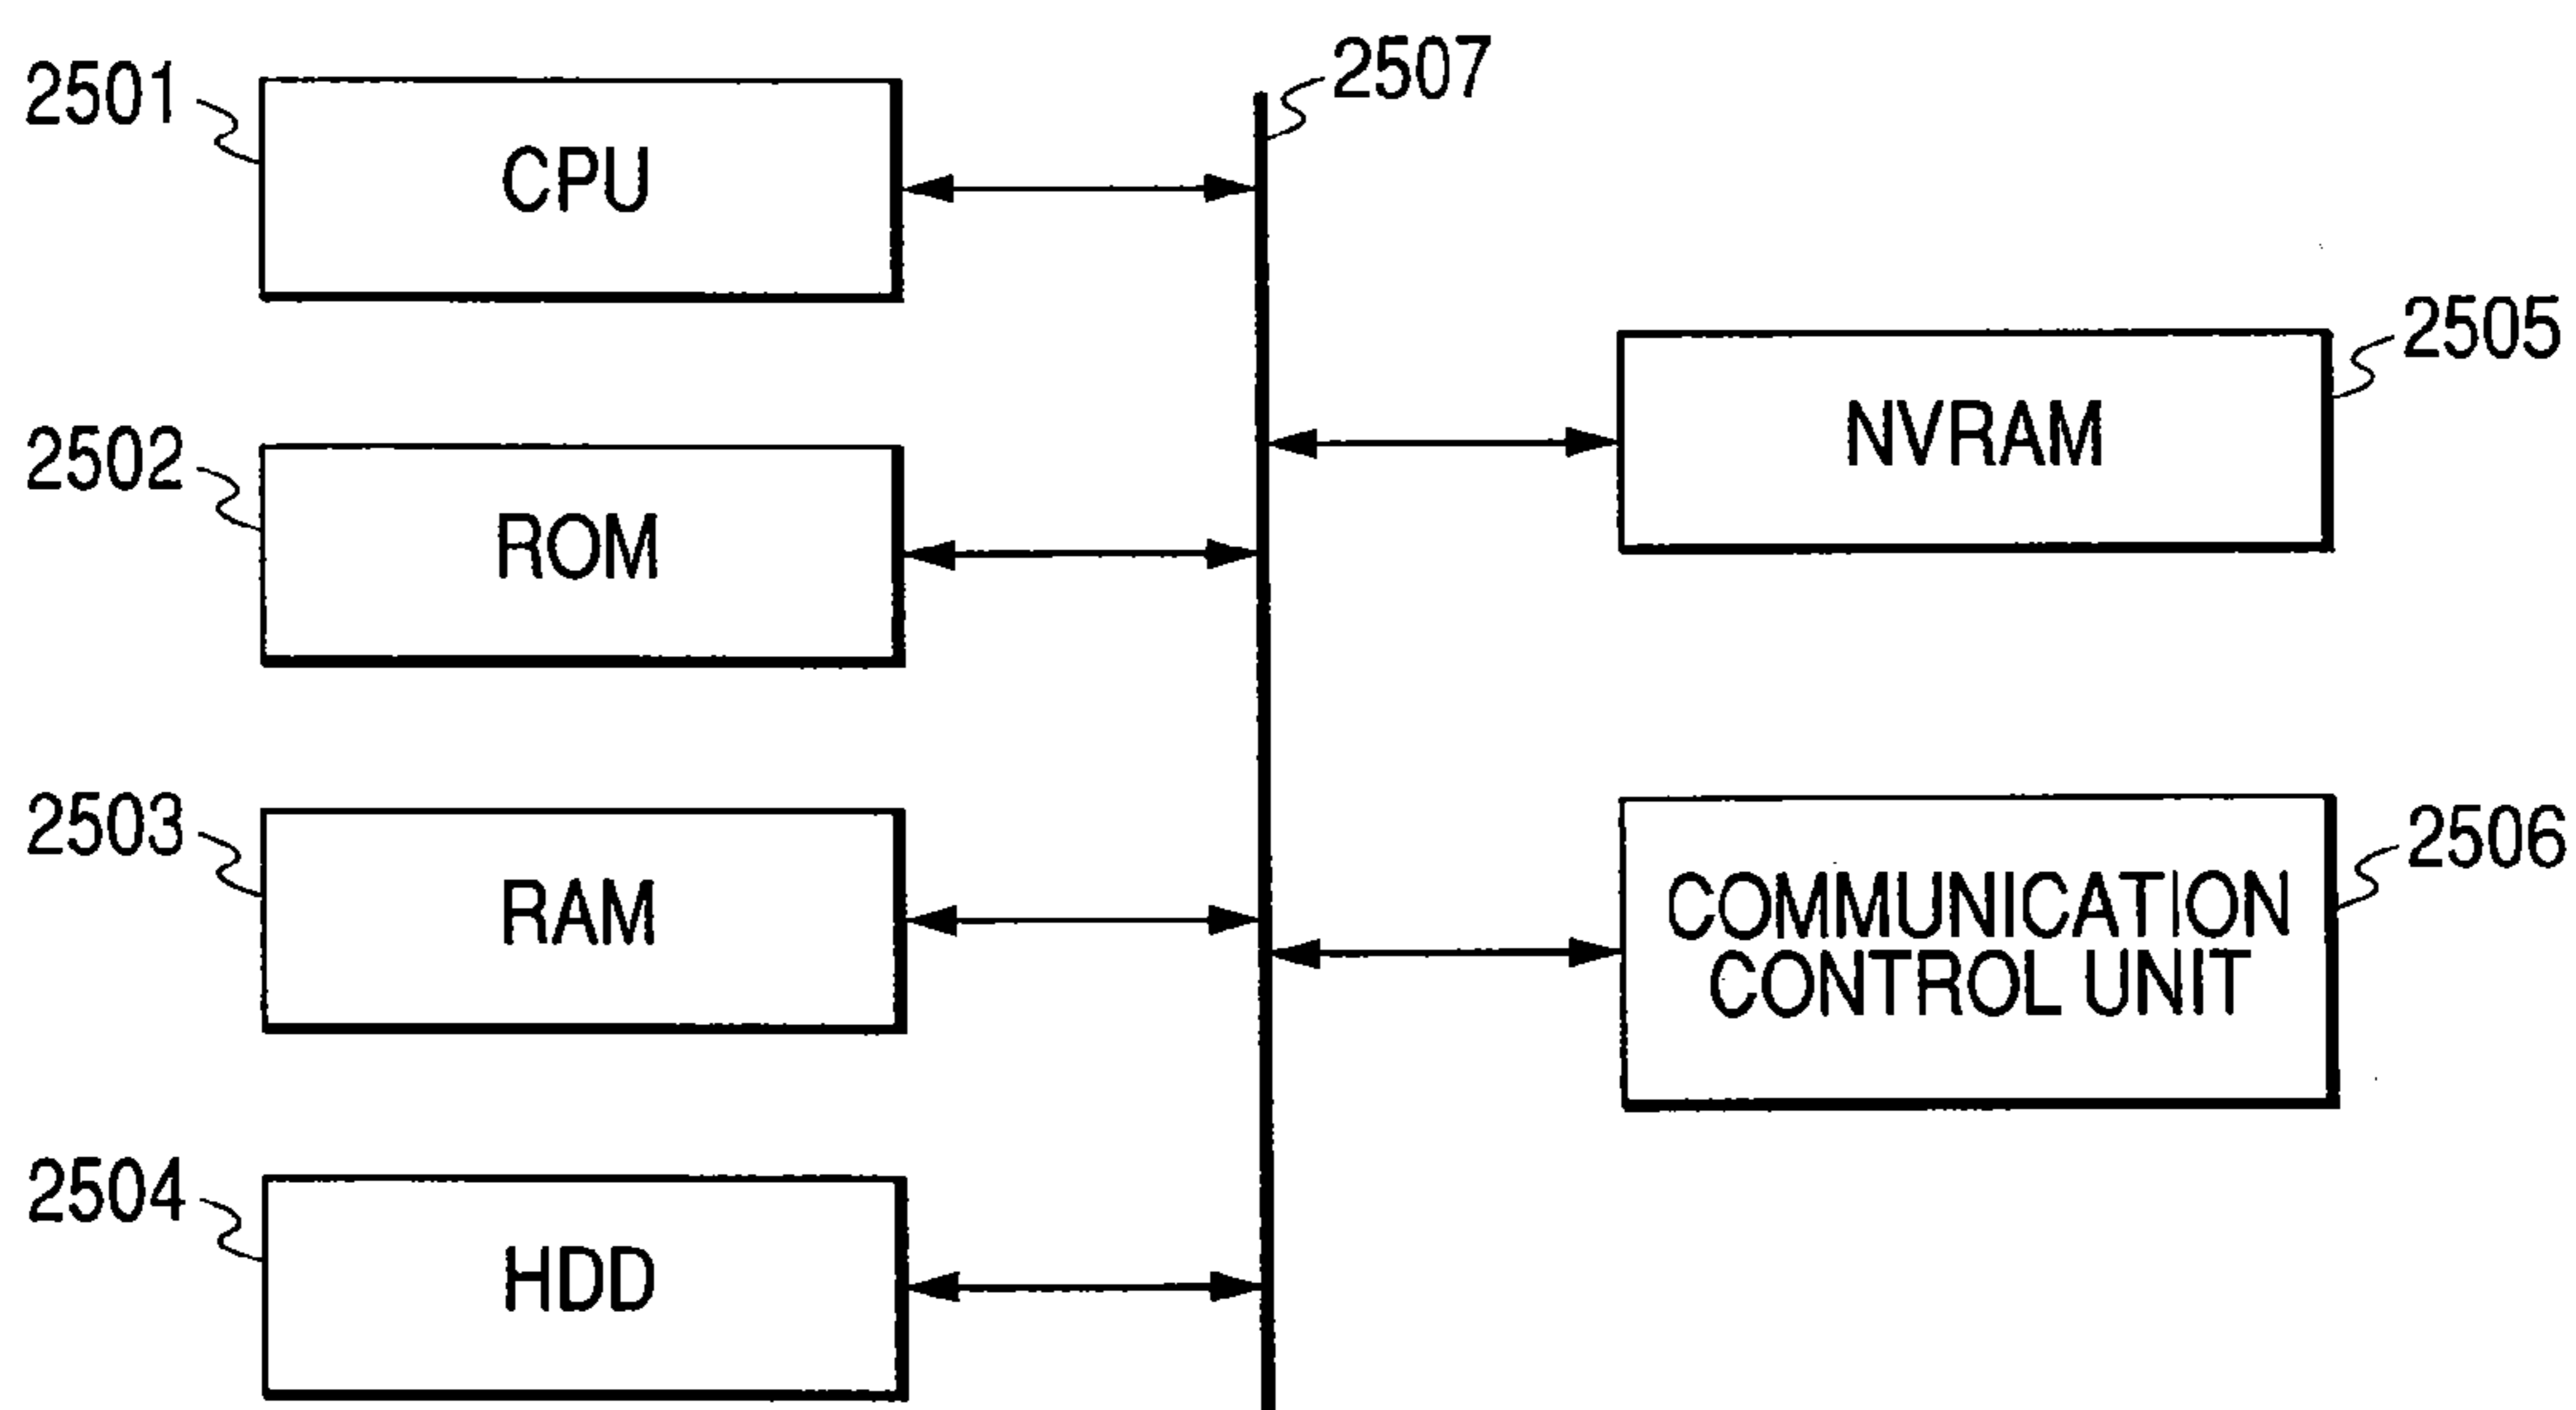 2501
CPU
2507
2505
NVRAM
2502
ROM
2503
RAM
2506
COMMUNICATION
CONTROL UNIT
2504
HDD